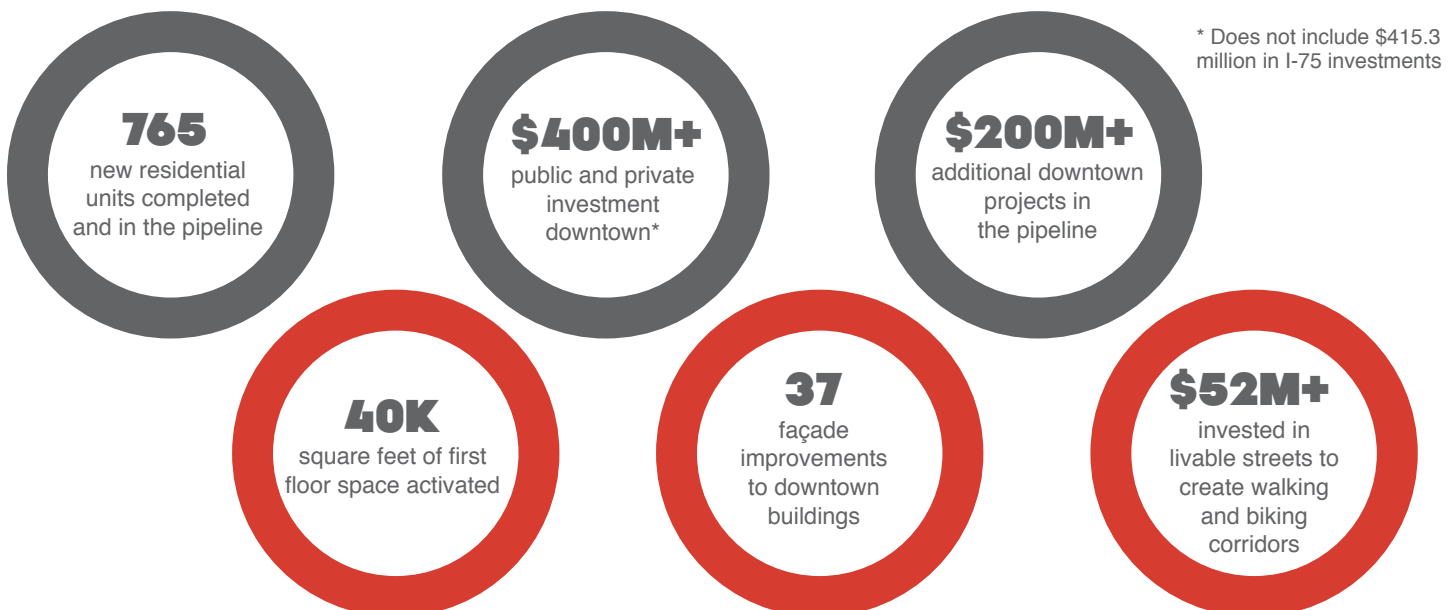 * Does not include $415.3
million in I-75 investments
765
new residential
units completed
and in the pipeline
$400M+
public and private
investment
downtown*
$200M+
additional downtown
projects in
the pipeline
40K
square feet of first
floor space activated
37
façade
improvements
to downtown
buildings
$52M+
invested in
livable streets to
create walking
and biking
corridors